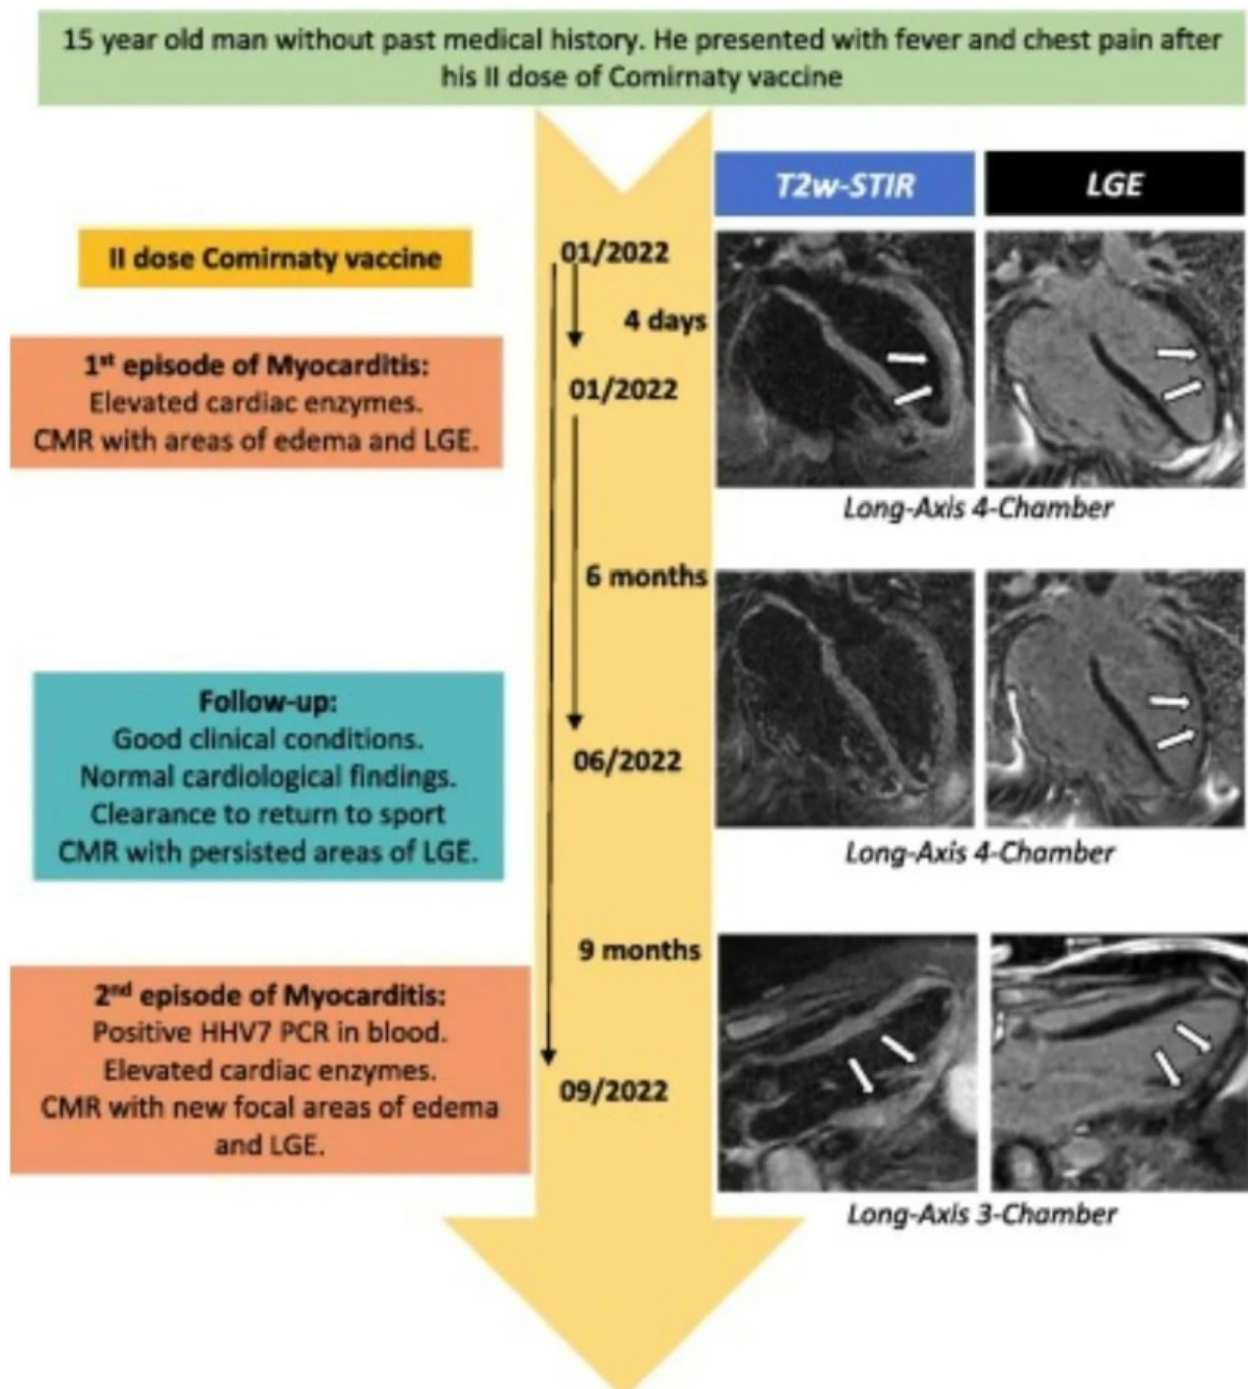 15 year old man without past medical history. He presented with fever and chest pain after
his II dose of Comirnaty vaccine
T2w-STIR
LGE
II dose Comirnaty vaccine
01/2022
4 days
1st episode of Myocarditis:
Elevated cardiac enzymes.
CMR with areas of edema and LGE.
01/2022
Long-Axis 4-Chamber
6 months
Follow-up:
Good clinical conditions.
Normal cardiological findings.
Clearance to return to sport
CMR with persisted areas of LGE.
06/2022
Long-Axis 4-Chamber
9 months
2nd episode of Myocarditis:
Positive HHV7 PCR in blood.
Elevated cardiac enzymes.
CMR with new focal areas of edema
and LGE.
09/2022
Long-Axis 3-Chamber